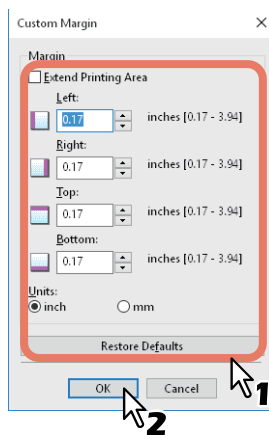 Custom Margin
Margin
Extend Printing Area
Left:
0.17 inches [0.17 - 3.94]
Right:
0.17 inches [0.17 - 3.94]
Top:
0.17 inches [0.17 - 3.94]
Bottom:
0.17 inches [0.17 - 3.94]
Units:
inch mm
Restore Defaults
1
OK Cancel
2